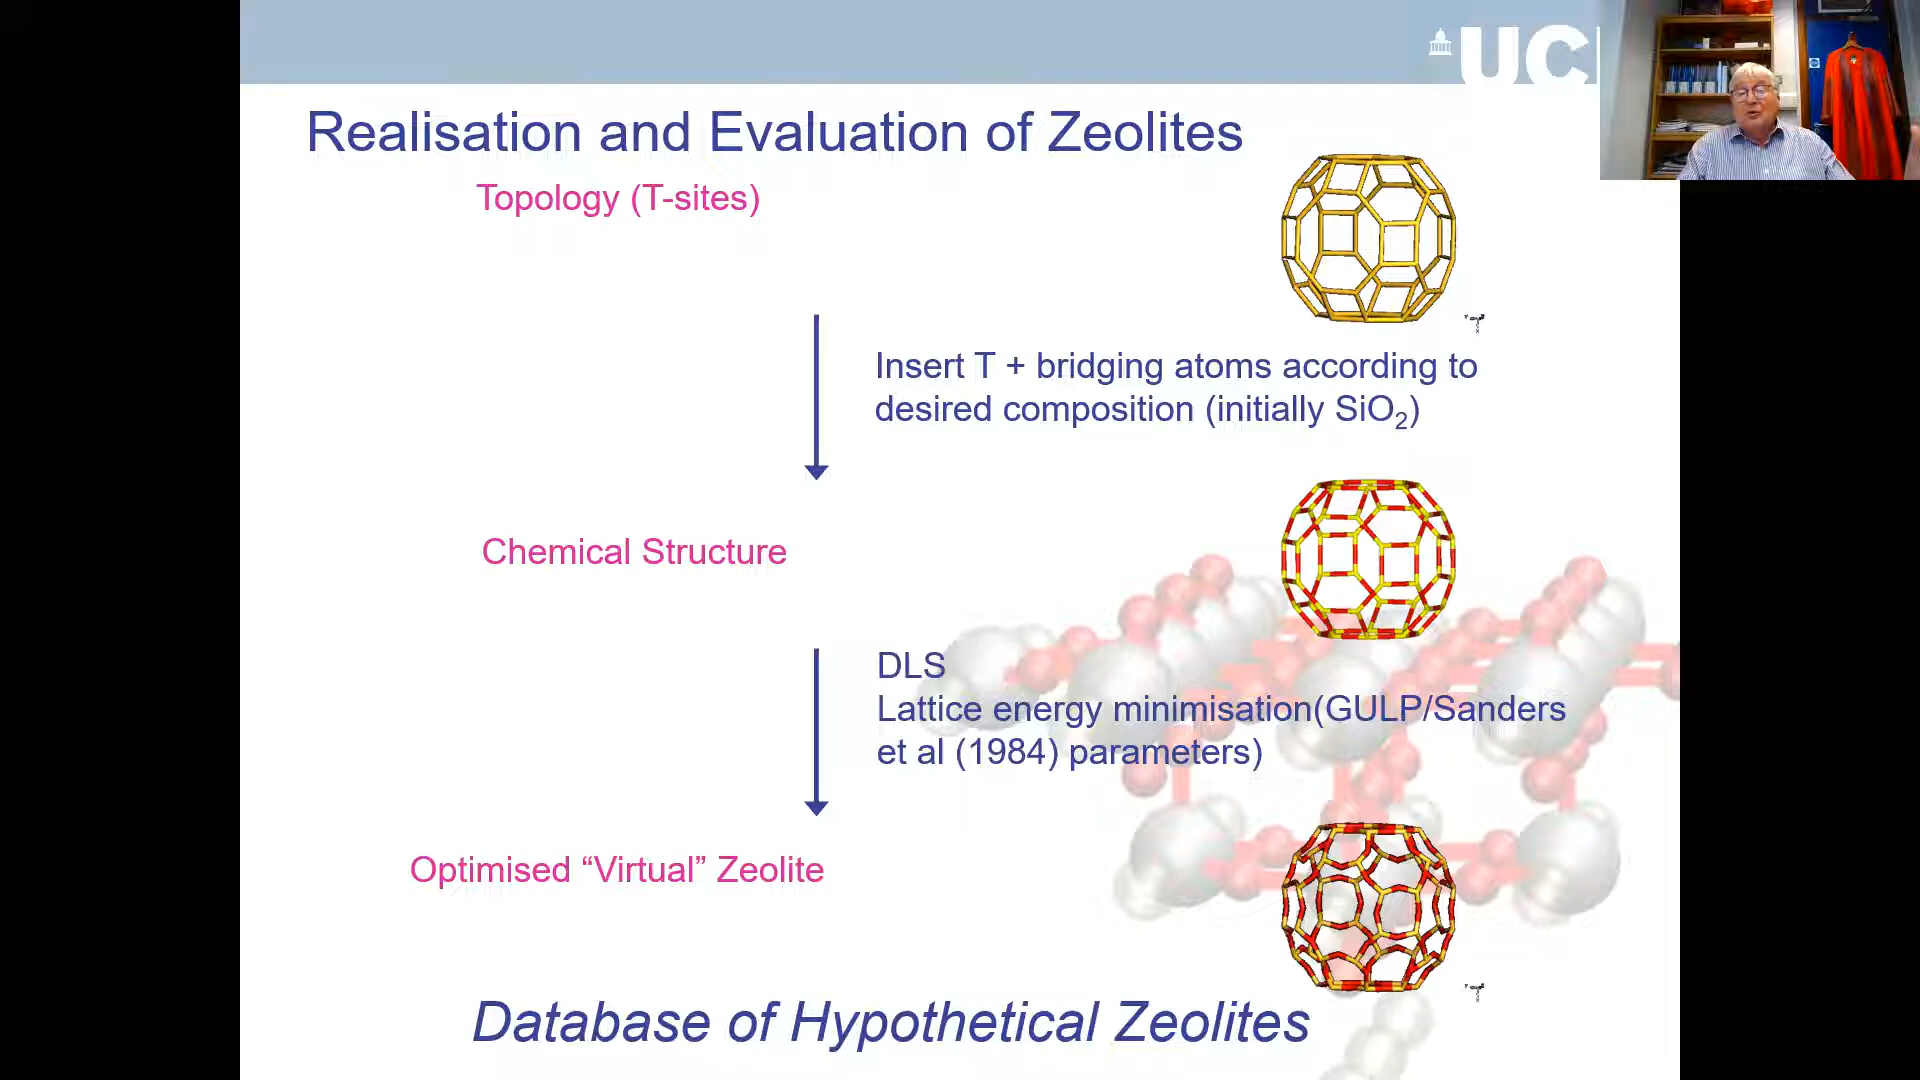 UC
Realisation and Evaluation of Zeolites
Topology (T-sites)
Insert T + bridging atoms according to
desired composition (initially SiO₂)
Chemical Structure
DLS
Lattice energy minimisation(GULP/Sanders
et al (1984) parameters)
Optimised “Virtual” Zeolite
Database of Hypothetical Zeolites